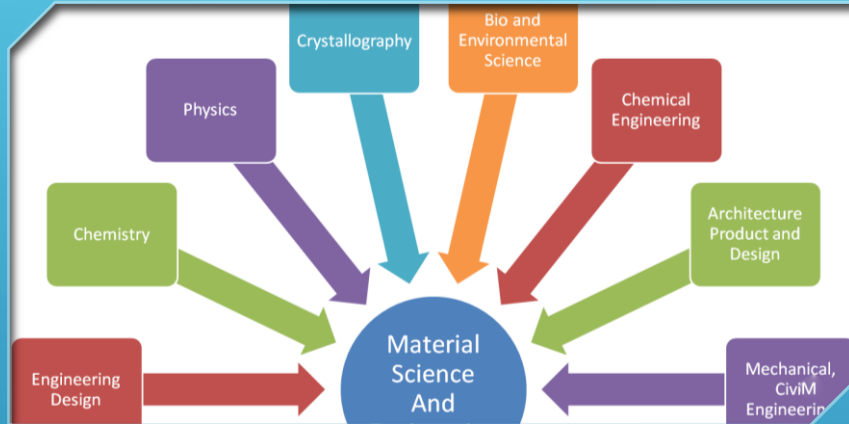 Crystallography
Bio and
Environmental
Science
Physics
Chemical
Engineering
Chemistry
Architecture
Product and
Design
Engineering
Design
Material
Science
And
Mechanical,
CiviM